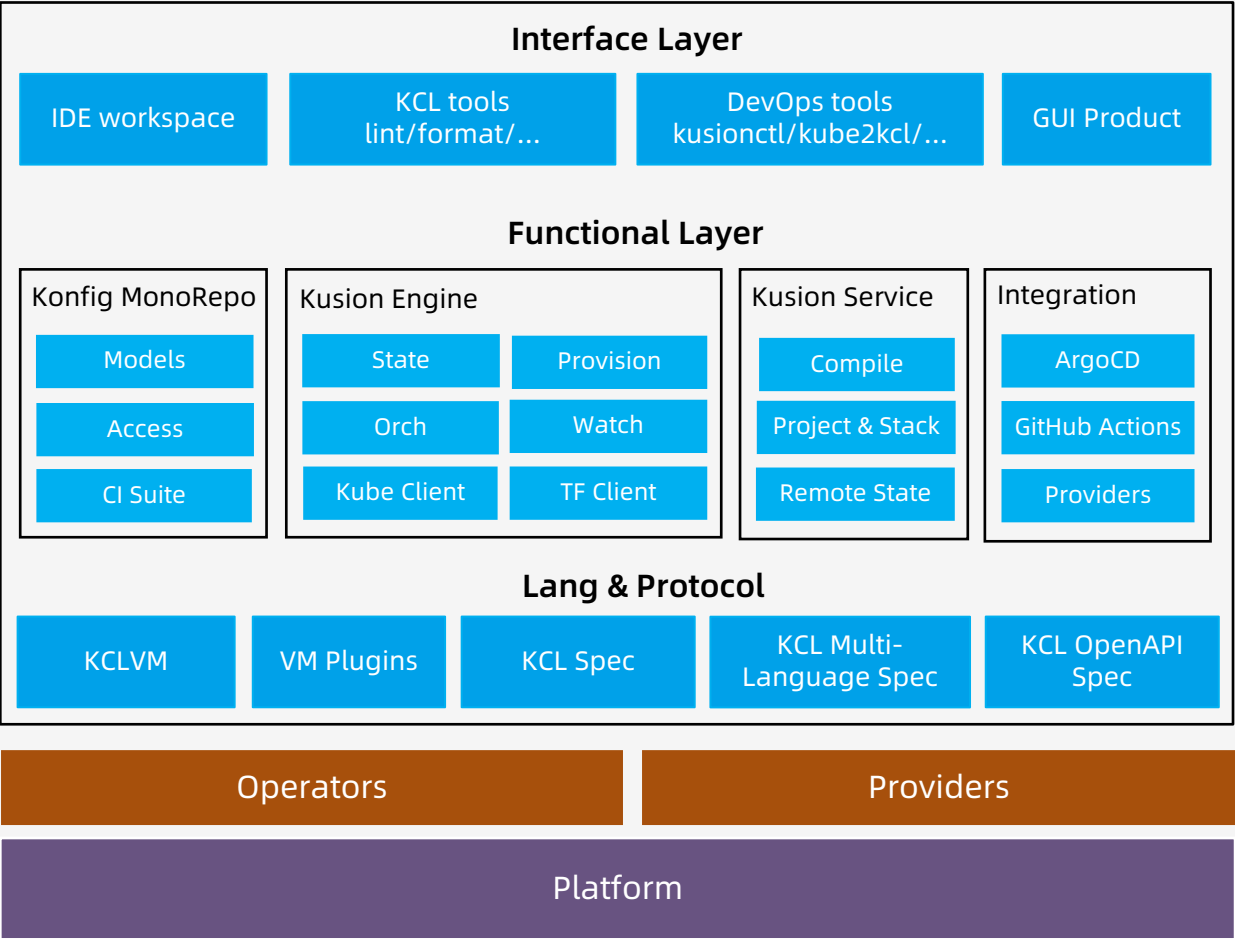 Interface Layer
IDE workspace
KCL tools
lint/format/...
DevOps tools
kusionctl/kube2kcl/...
GUI Product
Functional Layer
Konfig MonoRepo
Models
Access
CI Suite
Kusion Engine
State
Provision
Orch
Watch
Kube Client
TF Client
Kusion Service
Compile
Project & Stack
Remote State
Integration
ArgoCD
GitHub Actions
Providers
Lang & Protocol
KCLVM
VM Plugins
KCL Spec
KCL Multi-
Language Spec
KCL OpenAPI
Spec
Operators
Providers
Platform